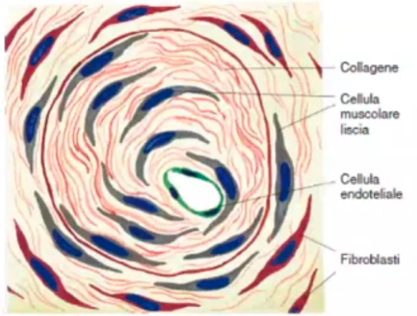 Collagene
Cellula
muscolare
liscia
Cellula
endoteliale
Fibroblasti